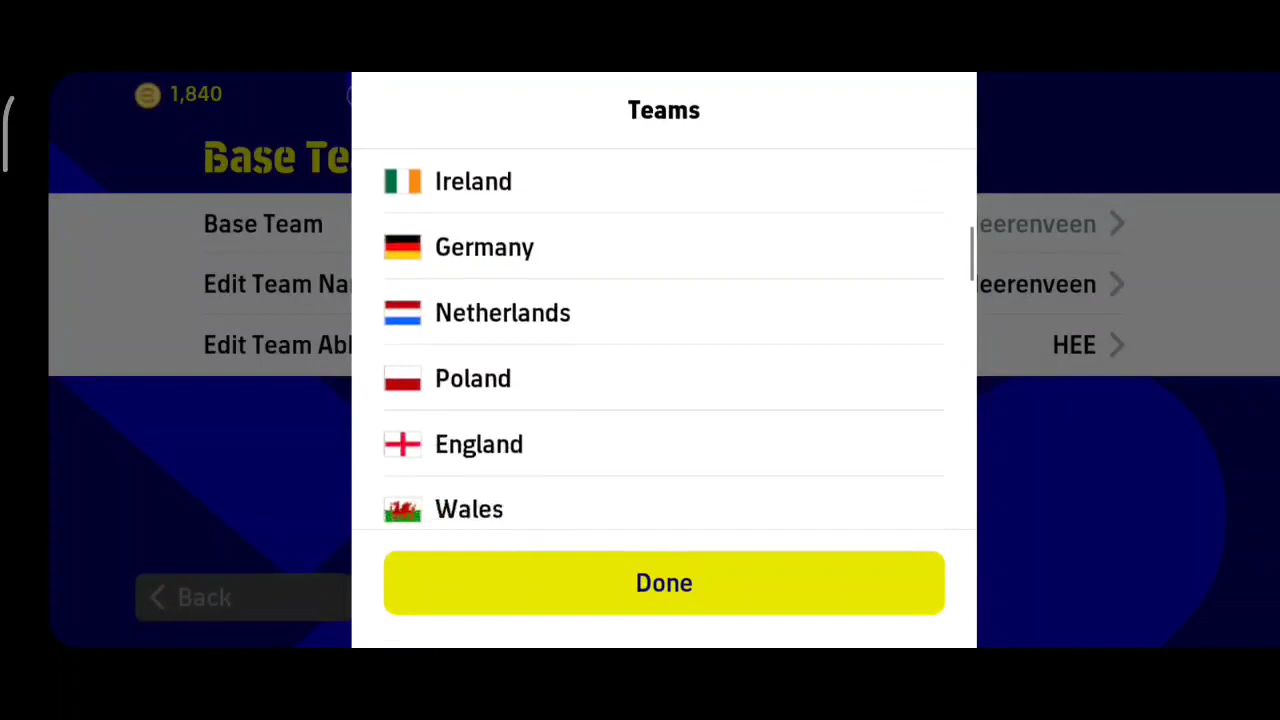 Teams
1,840
Base Te
Ireland
Base Team
eerenveen
Germany
Edit Team Na
eerenveen
Netherlands
Edit Team Ab
HEE
Poland
England
Wales
Done
Back